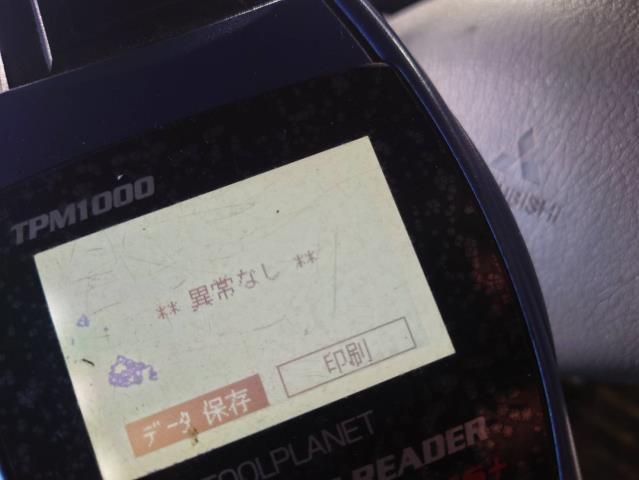 TPM1000
** 異常なし **
データ 保存
印刷
TOOLPLANET
READER